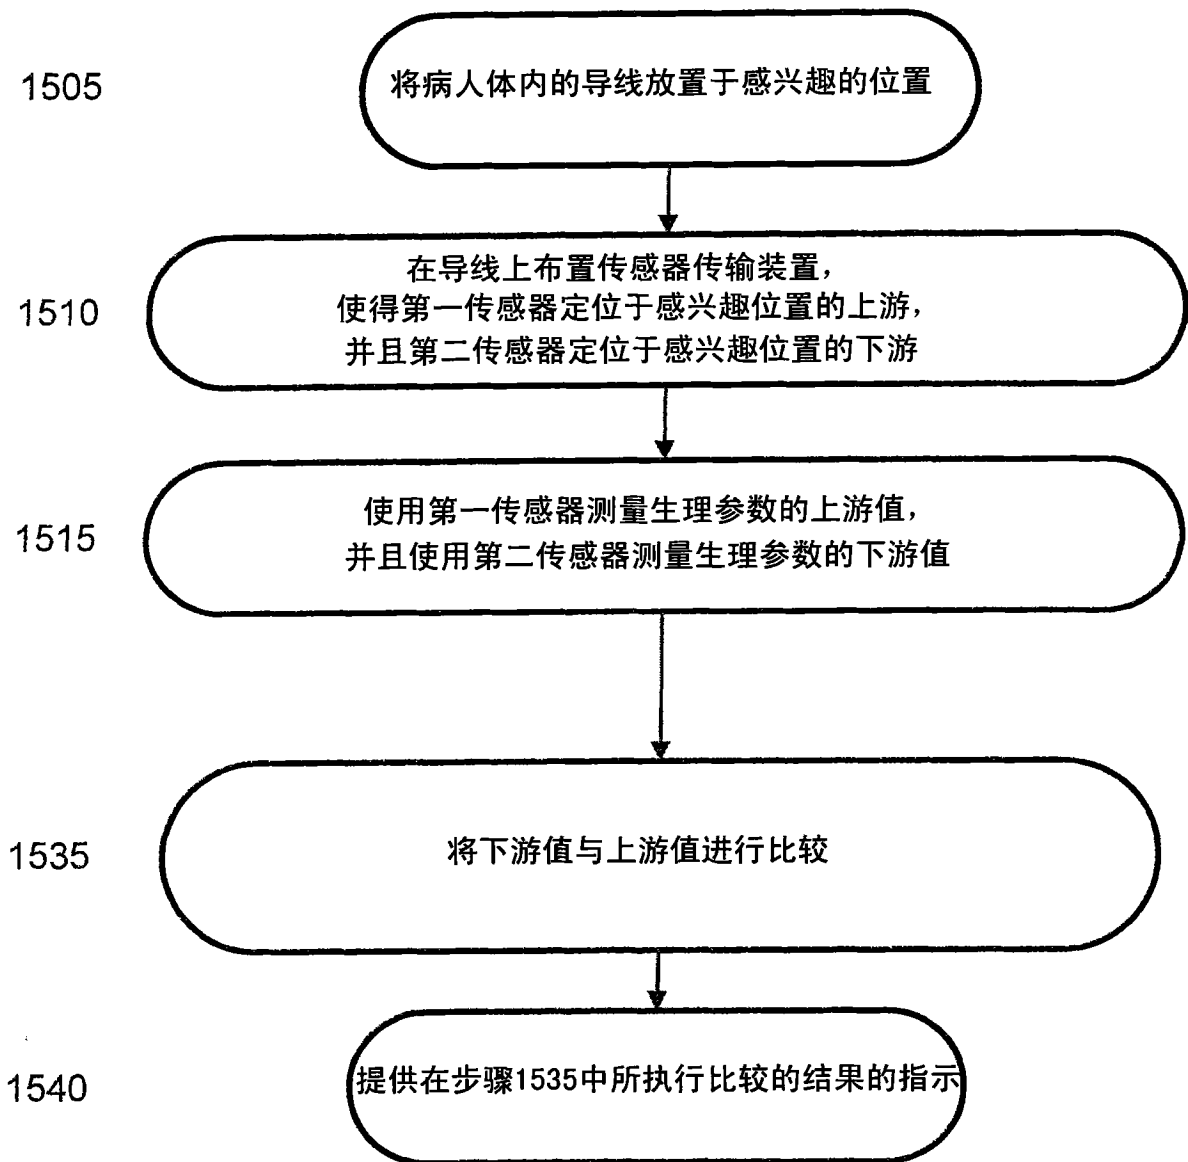 1505
将病人体内的导线放置于感兴趣的位置
1510
在导线上布置传感器传输装置，
使得第一传感器定位于感兴趣位置的上游，
并且第二传感器定位于感兴趣位置的下游
1515
使用第一传感器测量生理参数的上游值，
并且使用第二传感器测量生理参数的下游值
1535
将下游值与上游值进行比较
1540
提供在步骤1535中所执行比较的结果的指示